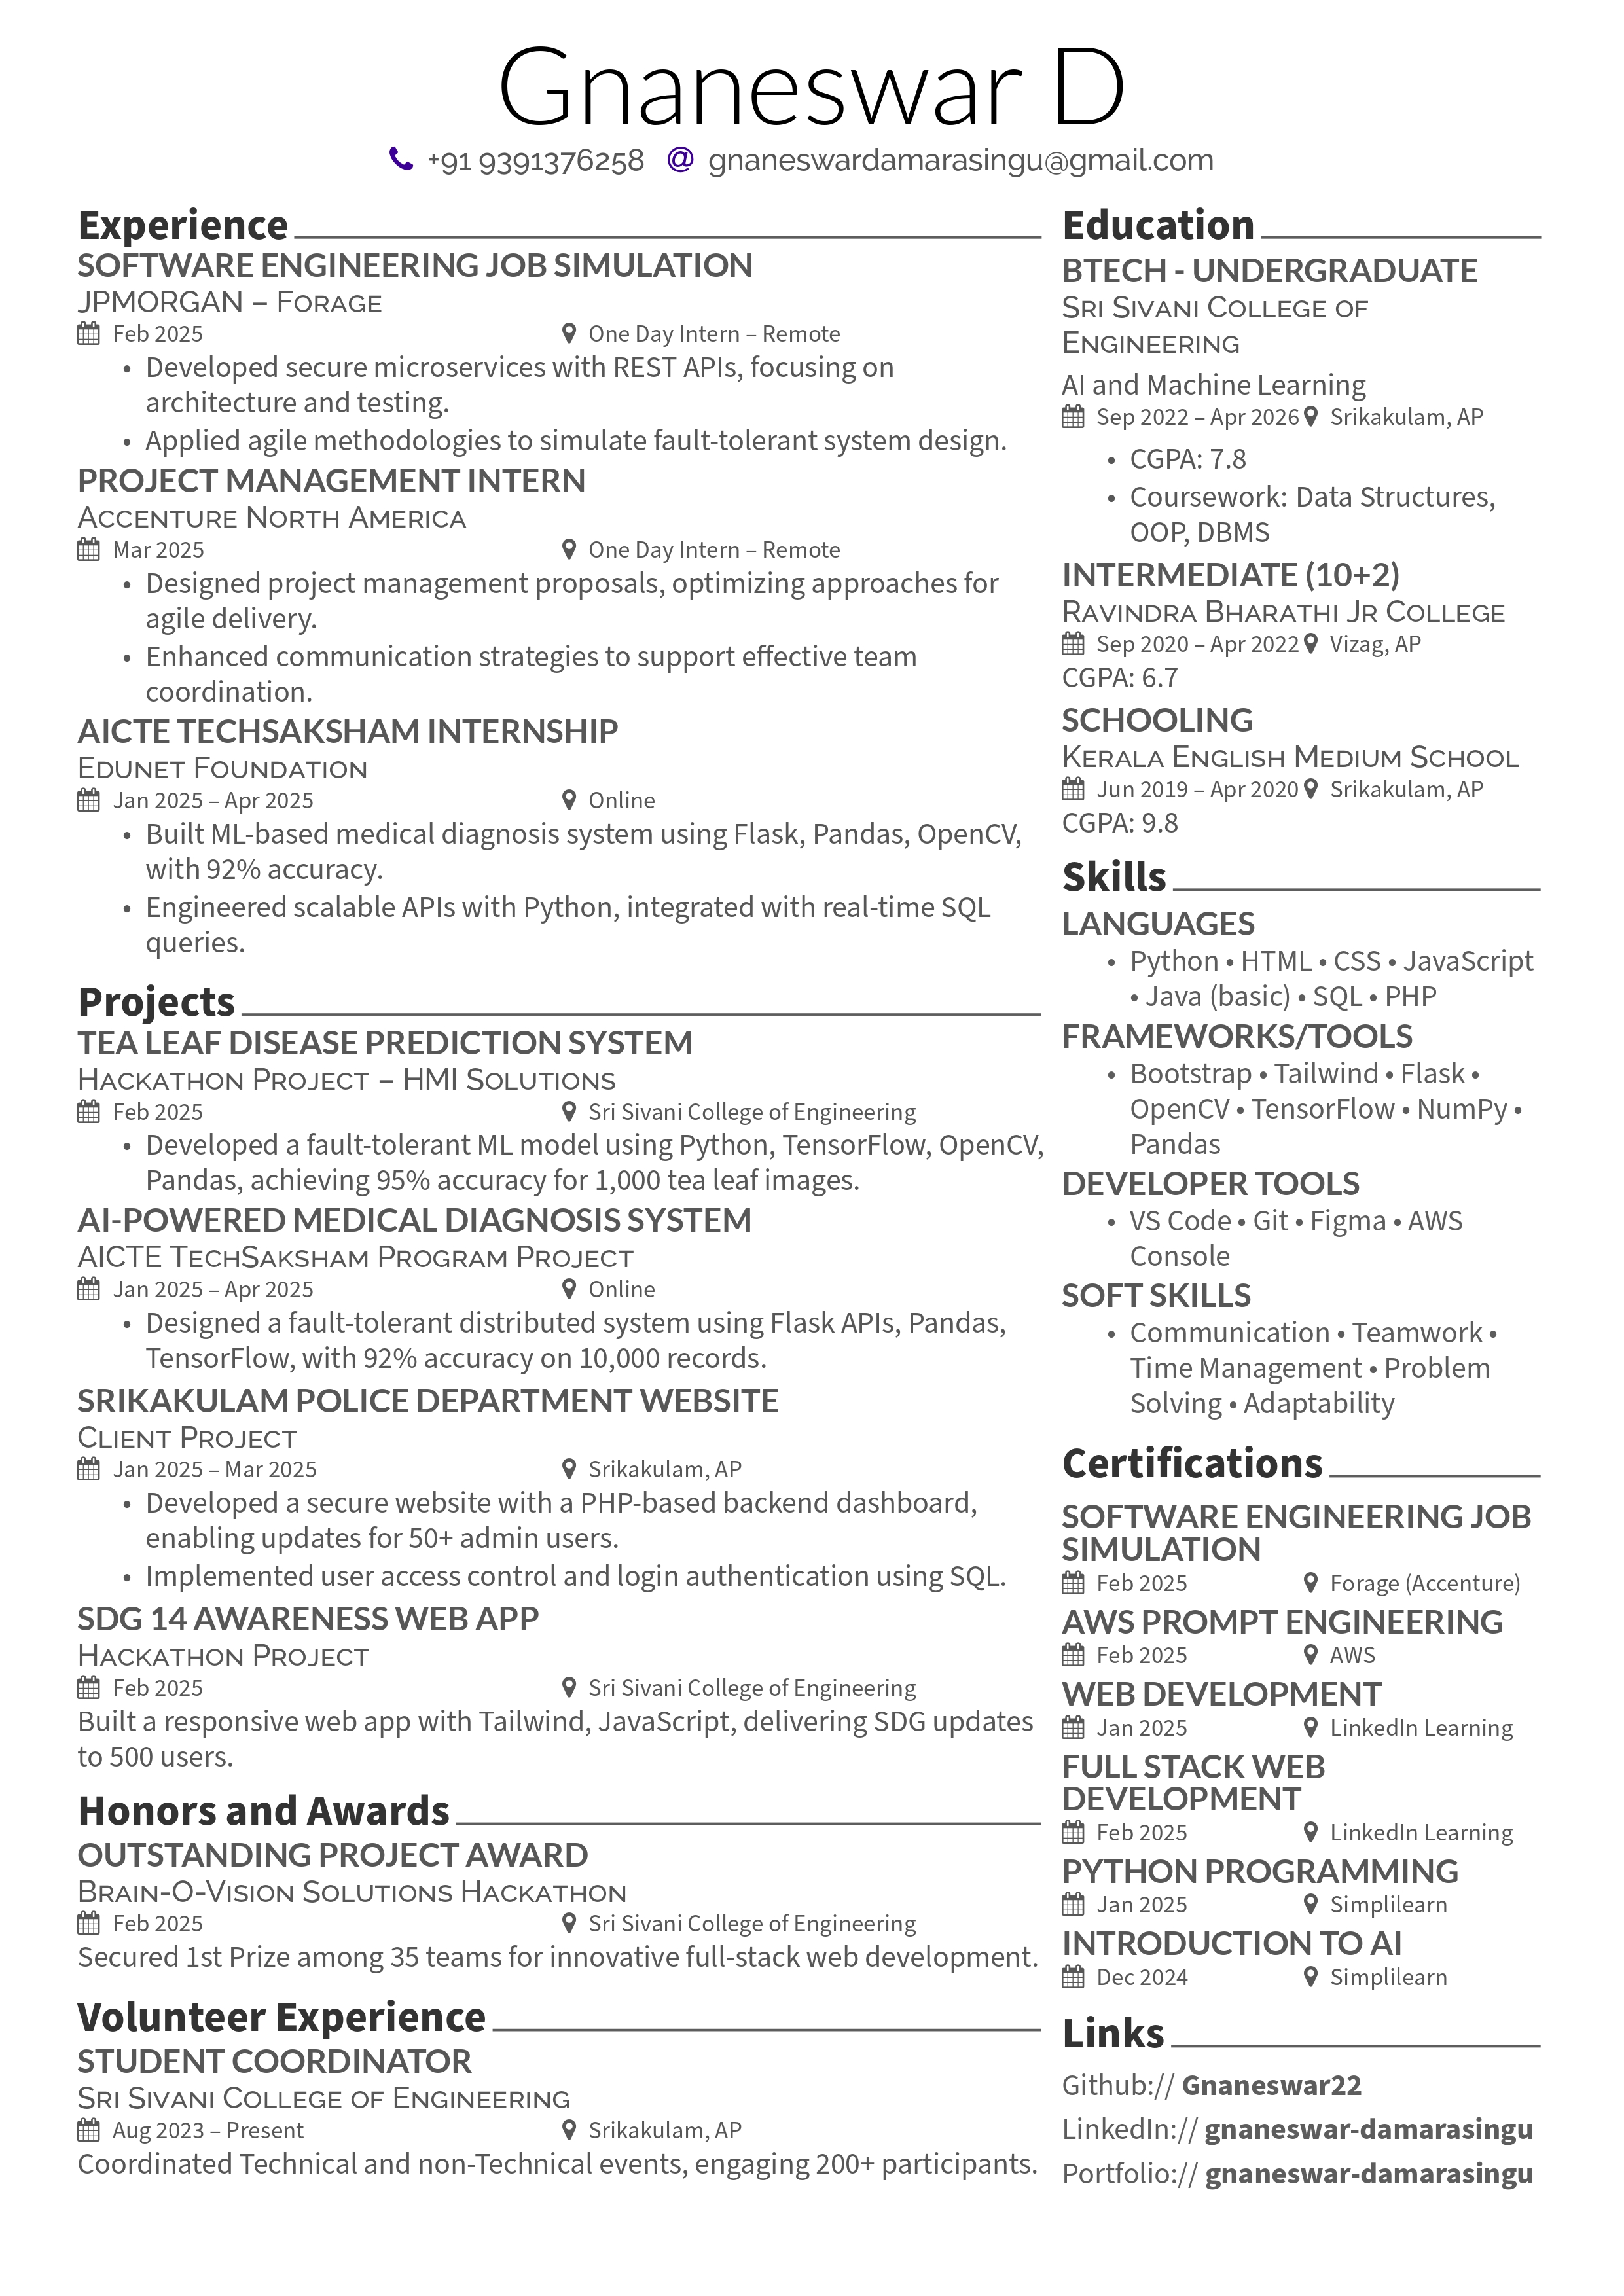 Gnaneswar D
+91 9391376258 @ gnaneswardamarasingu@gmail.com
Experience
SOFTWARE ENGINEERING JOB SIMULATION
JPMORGAN – Forage
Feb 2025 One Day Intern – Remote
• Developed secure microservices with REST APIs, focusing on
architecture and testing.
• Applied agile methodologies to simulate fault-tolerant system design.
PROJECT MANAGEMENT INTERN
Accenture North America
Mar 2025 One Day Intern – Remote
• Designed project management proposals, optimizing approaches for
agile delivery.
• Enhanced communication strategies to support effective team
coordination.
AICTE TECHSAKSHAM INTERNSHIP
Edunet Foundation
Jan 2025 – Apr 2025 Online
• Built ML-based medical diagnosis system using Flask, Pandas, OpenCV,
with 92% accuracy.
• Engineered scalable APIs with Python, integrated with real-time SQL
queries.
Projects
TEA LEAF DISEASE PREDICTION SYSTEM
Hackathon Project – HMI Solutions
Feb 2025 Sri Sivani College of Engineering
• Developed a fault-tolerant ML model using Python, TensorFlow, OpenCV,
Pandas, achieving 95% accuracy for 1,000 tea leaf images.
AI-POWERED MEDICAL DIAGNOSIS SYSTEM
AICTE TechSaksham Program Project
Jan 2025 – Apr 2025 Online
• Designed a fault-tolerant distributed system using Flask APIs, Pandas,
TensorFlow, with 92% accuracy on 10,000 records.
SRIKAKULAM POLICE DEPARTMENT WEBSITE
Client Project
Jan 2025 – Mar 2025 Srikakulam, AP
• Developed a secure website with a PHP-based backend dashboard,
enabling updates for 50+ admin users.
• Implemented user access control and login authentication using SQL.
SDG 14 AWARENESS WEB APP
Hackathon Project
Feb 2025 Sri Sivani College of Engineering
Built a responsive web app with Tailwind, JavaScript, delivering SDG updates
to 500 users.
Honors and Awards
OUTSTANDING PROJECT AWARD
Brain-O-Vision Solutions Hackathon
Feb 2025 Sri Sivani College of Engineering
Secured 1st Prize among 35 teams for innovative full-stack web development.
Volunteer Experience
STUDENT COORDINATOR
Sri Sivani College of Engineering
Aug 2023 – Present Srikakulam, AP
Coordinated Technical and non-Technical events, engaging 200+ participants.
Education
BTECH - UNDERGRADUATE
Sri Sivani College of
Engineering
AI and Machine Learning
Sep 2022 – Apr 2026 Srikakulam, AP
• CGPA: 7.8
• Coursework: Data Structures,
OOP, DBMS
INTERMEDIATE (10+2)
Ravindra Bharathi Jr College
Sep 2020 – Apr 2022 Vizag, AP
CGPA: 6.7
SCHOOLING
Kerala English Medium School
Jun 2019 – Apr 2020 Srikakulam, AP
CGPA: 9.8
Skills
LANGUAGES
• Python • HTML • CSS • JavaScript
• Java (basic) • SQL • PHP
FRAMEWORKS/TOOLS
• Bootstrap • Tailwind • Flask •
OpenCV • TensorFlow • NumPy •
Pandas
DEVELOPER TOOLS
• VS Code • Git • Figma • AWS
Console
SOFT SKILLS
• Communication • Teamwork •
Time Management • Problem
Solving • Adaptability
Certifications
SOFTWARE ENGINEERING JOB
SIMULATION
Feb 2025 Forage (Accenture)
AWS PROMPT ENGINEERING
Feb 2025 AWS
WEB DEVELOPMENT
Jan 2025 LinkedIn Learning
FULL STACK WEB
DEVELOPMENT
Feb 2025 LinkedIn Learning
PYTHON PROGRAMMING
Jan 2025 Simplilearn
INTRODUCTION TO AI
Dec 2024 Simplilearn
Links
Github:// Gnaneswar22
LinkedIn:// gnaneswar-damarasingu
Portfolio:// gnaneswar-damarasingu